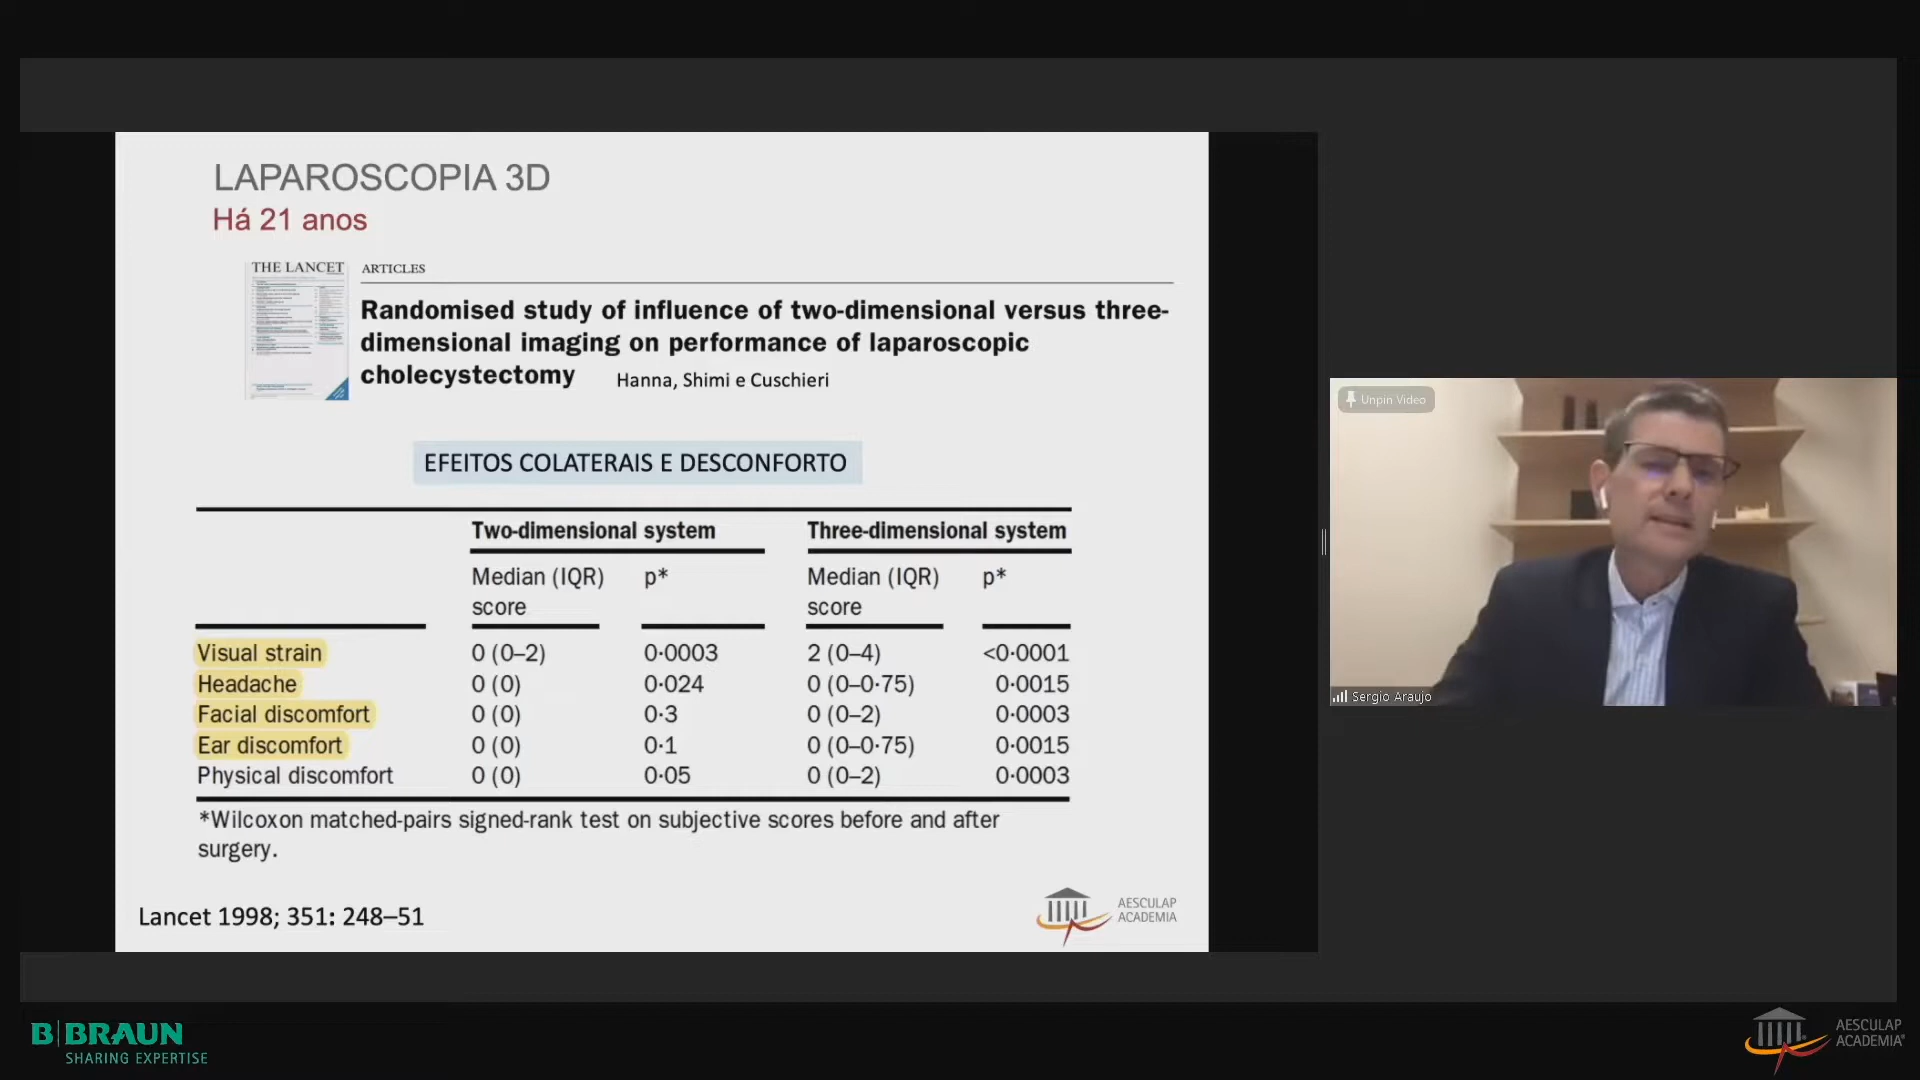 LAPAROSCOPIA 3D
Há 21 anos
THE LANCET
ARTICLES
Randomised study of influence of two-dimensional versus three-
dimensional imaging on performance of laparoscopic
cholecystectomy Hanna, Shimi e Cuschieri
EFEITOS COLATERAIS E DESCONFORTO
Two-dimensional system Three-dimensional system
Median (IQR) p* Median (IQR) p*
score score
Visual strain 0 (0–2) 0·0003 2 (0–4) <0·0001
Headache 0 (0) 0·024 0 (0–0·75) 0·0015
Facial discomfort 0 (0) 0·3 0 (0–2) 0·0003
Ear discomfort 0 (0) 0·1 0 (0–0·75) 0·0015
Physical discomfort 0 (0) 0·05 0 (0–2) 0·0003
*Wilcoxon matched-pairs signed-rank test on subjective scores before and after
surgery.
Lancet 1998; 351: 248–51
AESCULAP
ACADEMIA
Unpin Video
Sergio Araujo
B|BRAUN
SHARING EXPERTISE
AESCULAP
ACADEMIA®